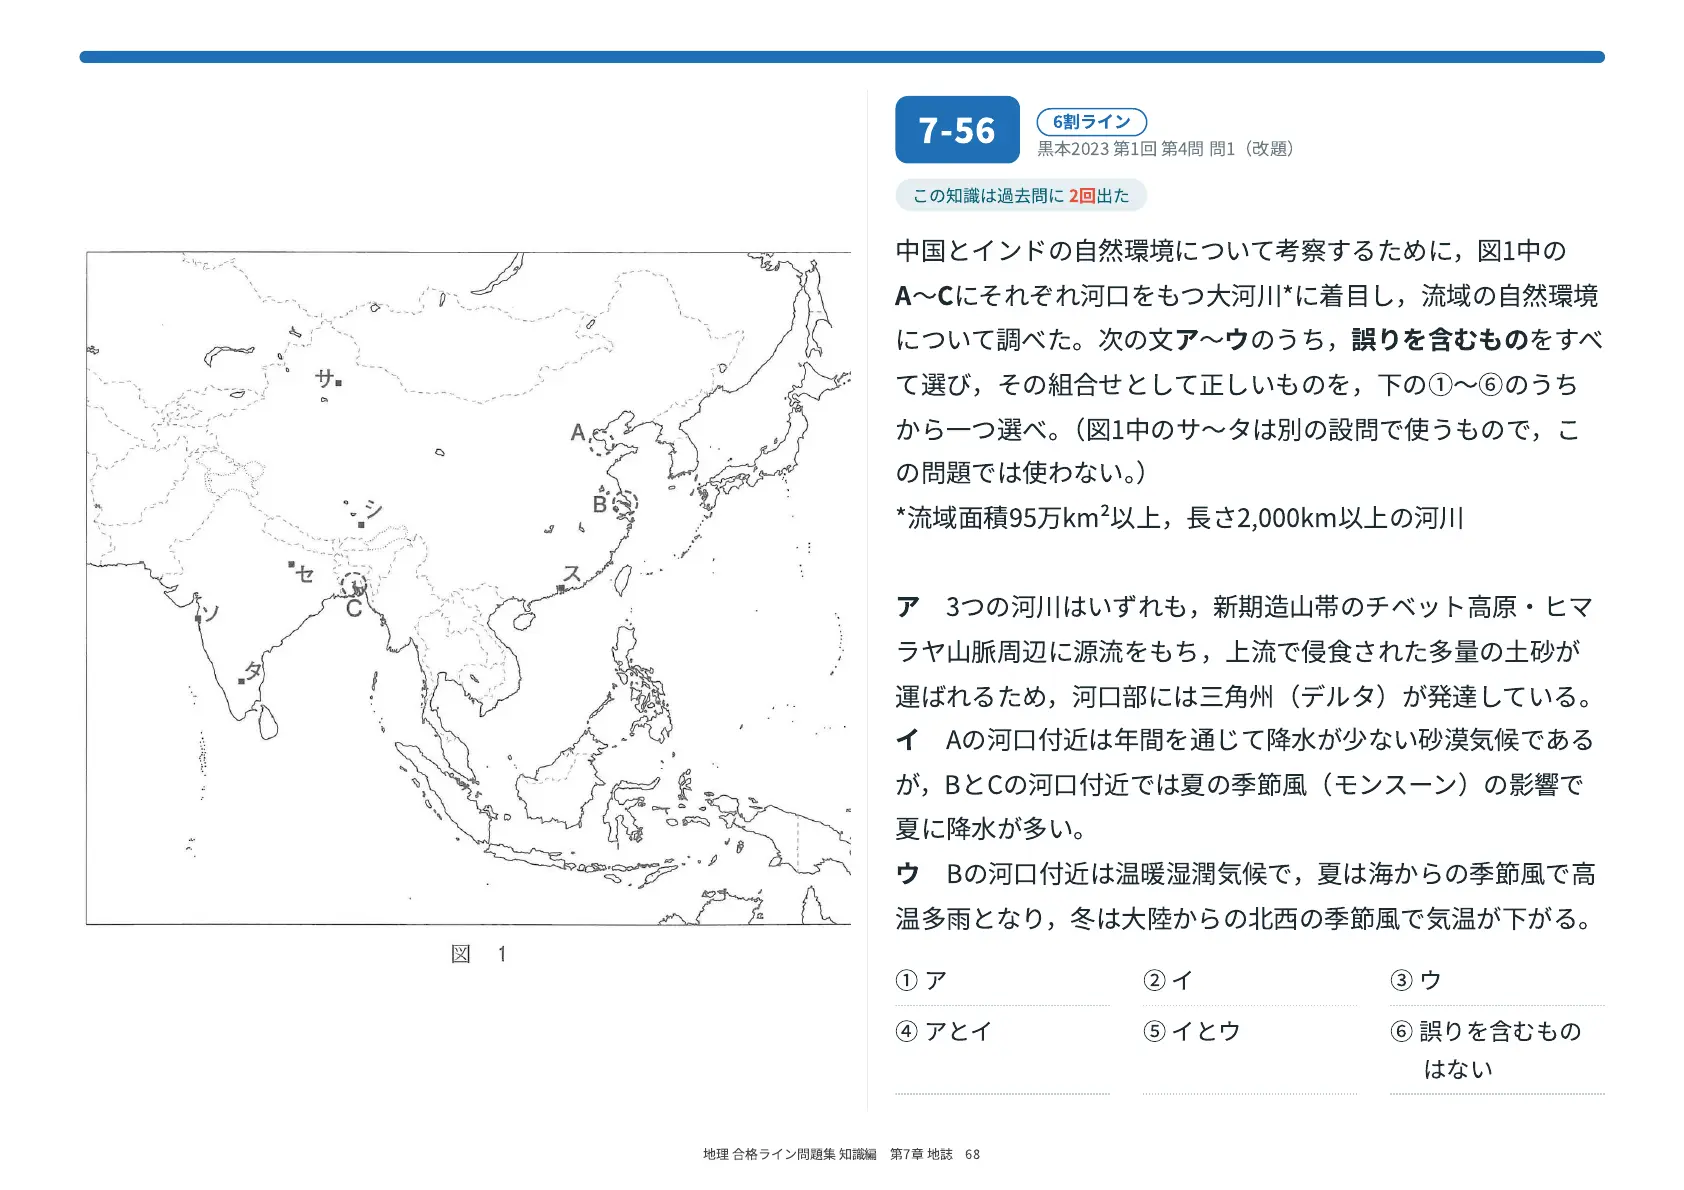 7-56
6割ライン
黒本2023 第1回 第4問 問1（改題）
この知識は過去問に 2回出た
中国とインドの自然環境について考察するために，図1中の
A～Cにそれぞれ河口をもつ大河川*に着目し，流域の自然環境
について調べた。次の文ア～ウのうち，誤りを含むものをすべ
て選び，その組合せとして正しいものを，下の①～⑥のうち
から一つ選べ。（図1中のサ～タは別の設問で使うもので，こ
の問題では使わない。）
*流域面積95万km²以上，長さ2,000km以上の河川
ア　3つの河川はいずれも，新期造山帯のチベット高原・ヒマ
ラヤ山脈周辺に源流をもち，上流で侵食された多量の土砂が
運ばれるため，河口部には三角州（デルタ）が発達している。
イ　Aの河口付近は年間を通じて降水が少ない砂漠気候である
が，BとCの河口付近では夏の季節風（モンスーン）の影響で
夏に降水が多い。
ウ　Bの河口付近は温暖湿潤気候で，夏は海からの季節風で高
温多雨となり，冬は大陸からの北西の季節風で気温が下がる。
① ア
② イ
③ ウ
④ アとイ
⑤ イとウ
⑥ 誤りを含むもの
はない
サ
A
B
シ
ス
セ
C
ソ
タ
図　1
地理 合格ライン問題集 知識編　第7章 地誌　68